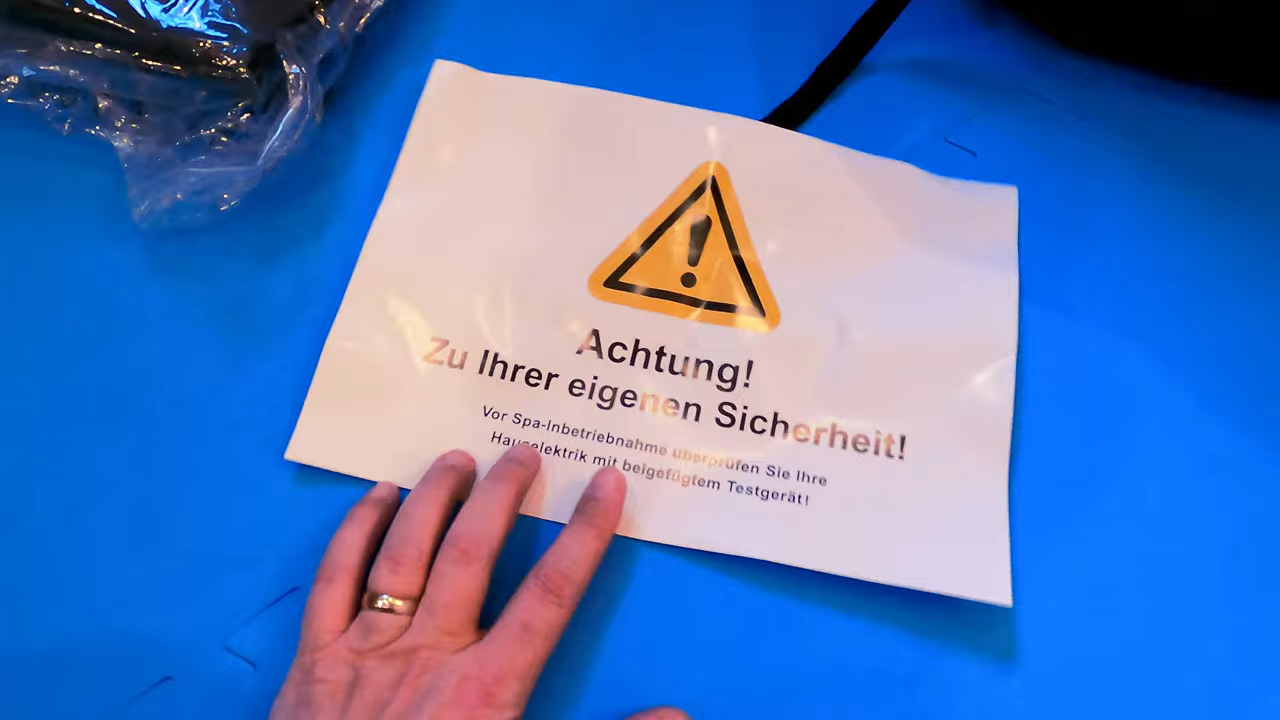 Achtung!
Zu Ihrer eigenen Sicherheit!
Vor Spa-Inbetriebnahme überprüfen Sie Ihre
Hauselektrik mit beigefügtem Testgerät!